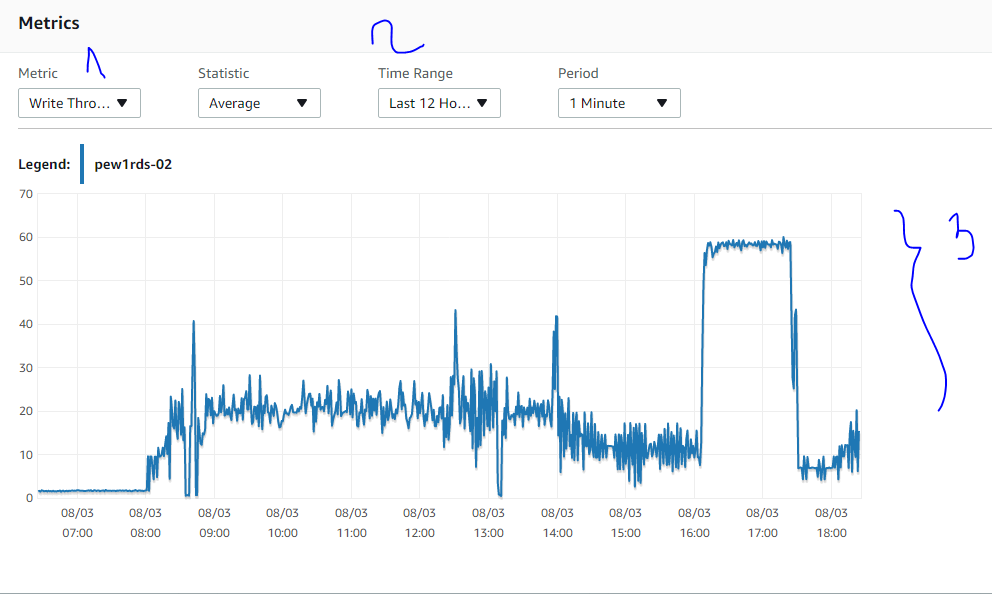 Metrics
1
2
Metric Statistic Time Range Period
Write Thro... Average Last 12 Ho... 1 Minute
Legend: pew1rds-02
70
3
60
50
40
30
20
10
0
08/03 08/03 08/03 08/03 08/03 08/03 08/03 08/03 08/03 08/03 08/03 08/03
07:00 08:00 09:00 10:00 11:00 12:00 13:00 14:00 15:00 16:00 17:00 18:00